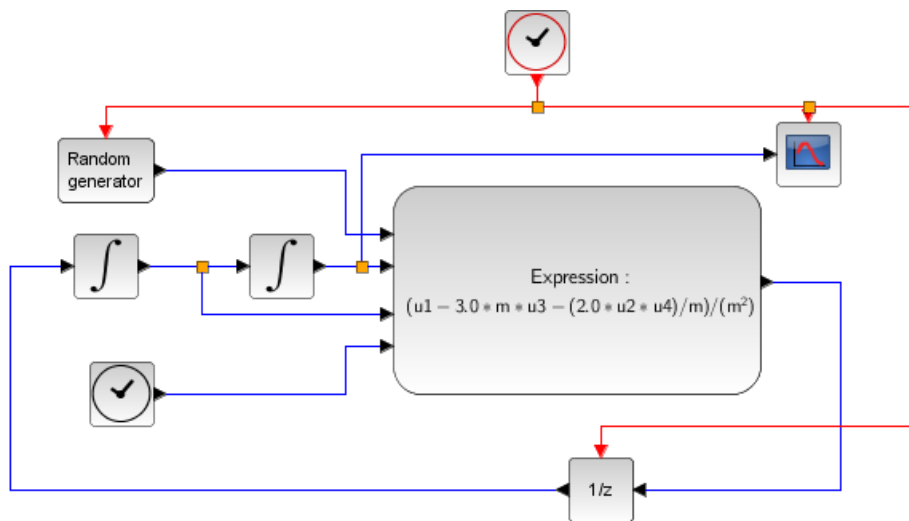 Random
generator
Expression :
(u1 − 3.0 * m * u3 − (2.0 * u2 * u4)/m)/(m²)
1/z